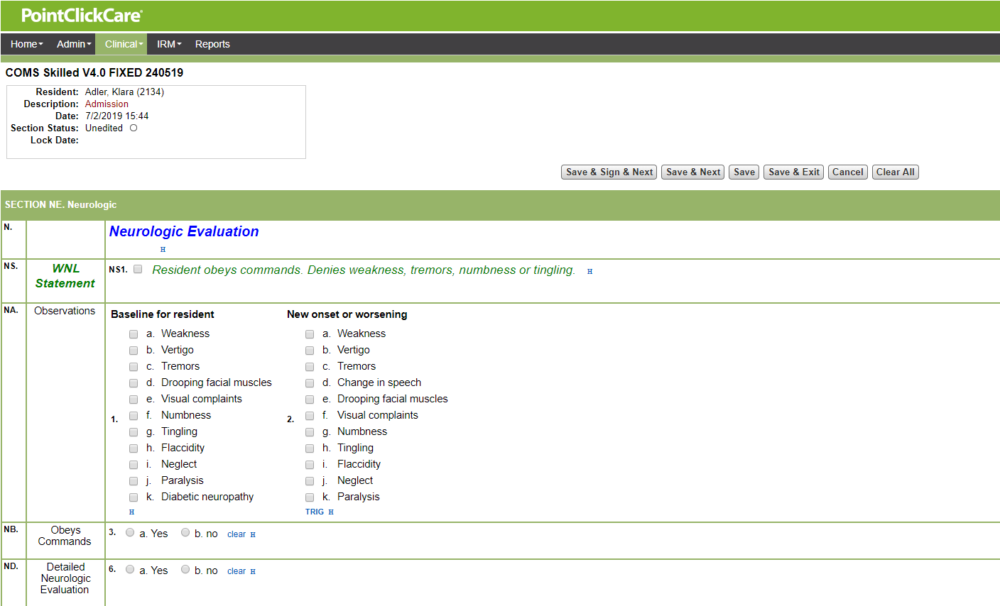 PointClickCare
Home Admin Clinical IRM Reports
COMS Skilled V4.0 FIXED 240519
Resident: Adler, Klara (2134)
Description: Admission
Date: 7/2/2019 15:44
Section Status: Unedited
Lock Date:
Save & Sign & Next Save & Next Save Save & Exit Cancel Clear All
SECTION NE. Neurologic
N. Neurologic Evaluation
H
NS. WNL Statement NS1. Resident obeys commands. Denies weakness, tremors, numbness or tingling. H
NA. Observations
Baseline for resident
1.
a. Weakness
b. Vertigo
c. Tremors
d. Drooping facial muscles
e. Visual complaints
f. Numbness
g. Tingling
h. Flaccidity
i. Neglect
j. Paralysis
k. Diabetic neuropathy
H
New onset or worsening
2.
a. Weakness
b. Vertigo
c. Tremors
d. Change in speech
e. Drooping facial muscles
f. Visual complaints
g. Numbness
h. Tingling
i. Flaccidity
j. Neglect
k. Paralysis
TRIG H
NB. Obeys Commands 3. a. Yes b. no clear H
ND. Detailed Neurologic Evaluation 6. a. Yes b. no clear H